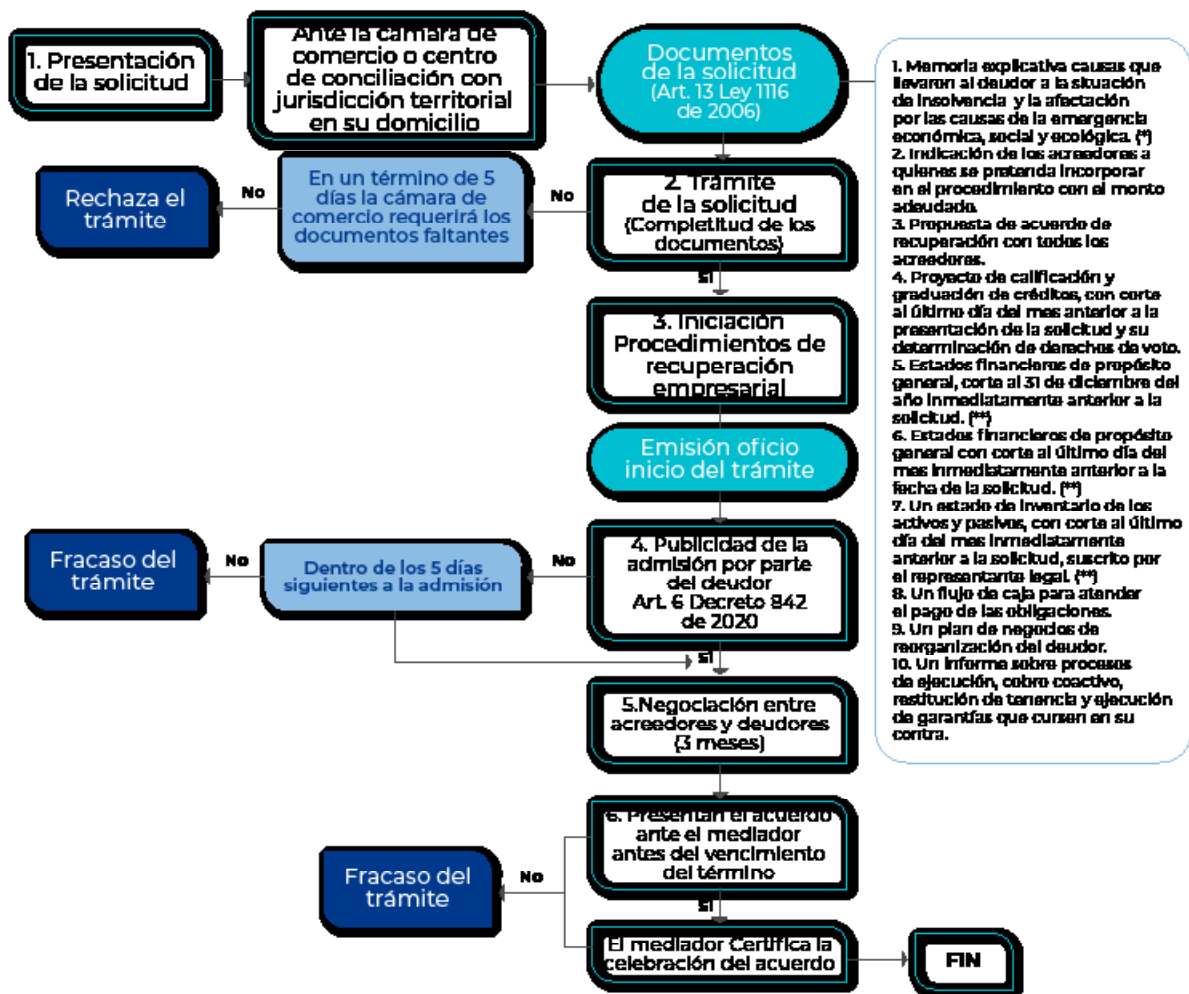 1. Presentación
de la solicitud
Ante la cámara de
comercio o centro
de conciliación con
jurisdicción territorial
en su domicilio
Documentos
de la solicitud
(Art. 13 Ley 1116
de 2006)
1. Memoria explicativa causas que
llevaron al deudor a la situación
de insolvencia y la afectación
por las causas de la emergencia
económica, social y ecológica. (*)
2. Indicación de los acreedores a
quienes se pretenda incorporar
en el procedimiento con el monto
adeudado.
3. Propuesta de acuerdo de
recuperación con todos los
acreedores.
4. Proyecto de calificación y
graduación de créditos, con corte
al último día del mes anterior a la
presentación de la solicitud y su
determinación de derechos de voto.
5. Estados financieros de propósito
general, corte al 31 de diciembre del
año inmediatamente anterior a la
solicitud. (**)
6. Estados financieros de propósito
general con corte al último día del
mes inmediatamente anterior a la
fecha de la solicitud. (**)
7. Un estado de inventario de los
activos y pasivos, con corte al último
día del mes inmediatamente
anterior a la solicitud, suscrito por
el representante legal. (**)
8. Un flujo de caja para atender
el pago de las obligaciones.
9. Un plan de negocios de
reorganización del deudor.
10. Un informe sobre procesos
de ejecución, cobro coactivo,
restitución de tenencia y ejecución
de garantías que cursen en su
contra.
2. Trámite
de la solicitud
(Completitud de los
documentos)
No
En un término de 5
días la cámara de
comercio requerirá los
documentos faltantes
No
Rechaza el
trámite
SÍ
3. Iniciación
Procedimientos de
recuperación
empresarial
Emisión oficio
inicio del trámite
4. Publicidad de la
admisión por parte
del deudor
Art. 6 Decreto 842
de 2020
No
Dentro de los 5 días
siguientes a la admisión
No
Fracaso del
trámite
SÍ
5.Negociación entre
acreedores y deudores
(3 meses)
6. Presentan el acuerdo
ante el mediador
antes del vencimiento
del término
No
Fracaso del
trámite
SÍ
El mediador Certifica la
celebración del acuerdo
FIN